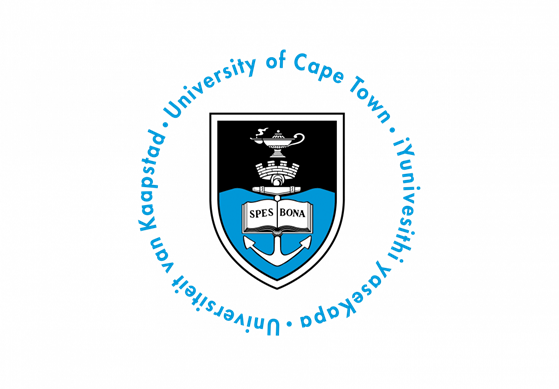 University of Cape Town • iYunivesithi yaseKapa • Universiteit van Kaapstad •
SPES BONA